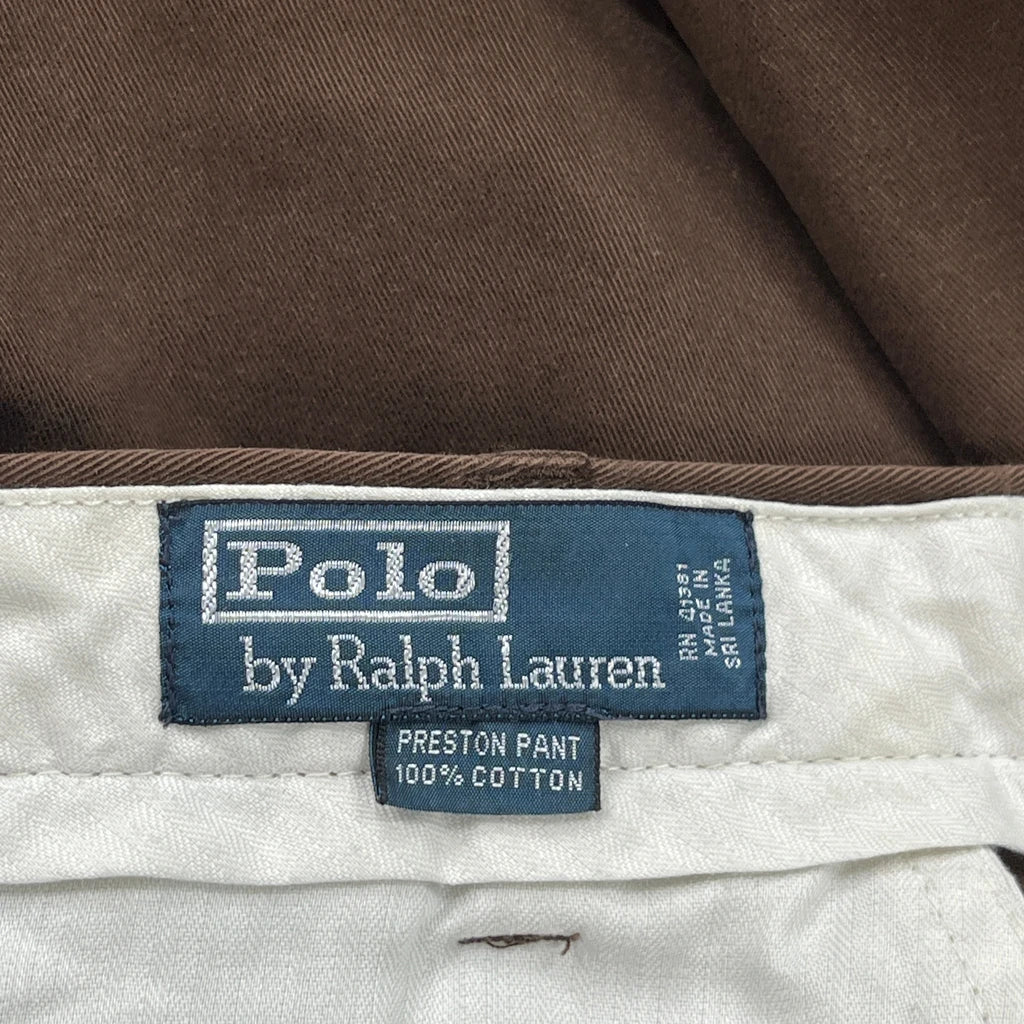 Polo
by Ralph Lauren
RN 41381
MADE IN
SRI LANKA
PRESTON PANT
100% COTTON